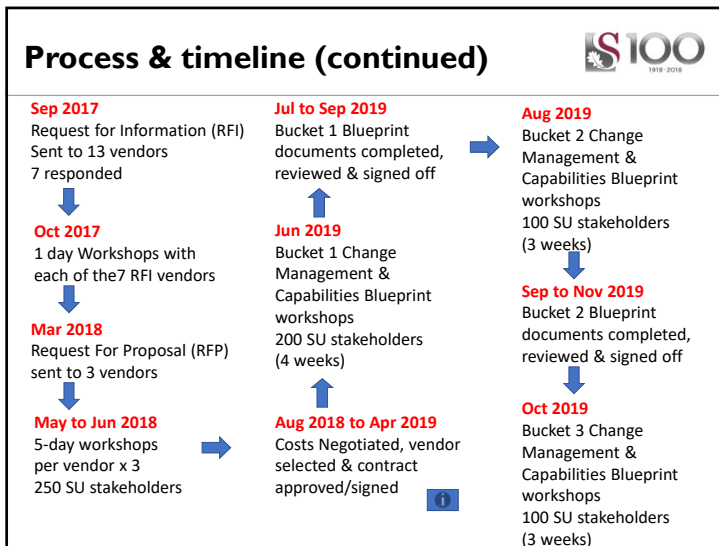 Process & timeline (continued)
S100
1918 · 2018
Sep 2017
Request for Information (RFI)
Sent to 13 vendors
7 responded
Oct 2017
1 day Workshops with
each of the7 RFI vendors
Mar 2018
Request For Proposal (RFP)
sent to 3 vendors
May to Jun 2018
5-day workshops
per vendor x 3
250 SU stakeholders
Aug 2018 to Apr 2019
Costs Negotiated, vendor
selected & contract
approved/signed
Jun 2019
Bucket 1 Change
Management &
Capabilities Blueprint
workshops
200 SU stakeholders
(4 weeks)
Jul to Sep 2019
Bucket 1 Blueprint
documents completed,
reviewed & signed off
Aug 2019
Bucket 2 Change
Management &
Capabilities Blueprint
workshops
100 SU stakeholders
(3 weeks)
Sep to Nov 2019
Bucket 2 Blueprint
documents completed,
reviewed & signed off
Oct 2019
Bucket 3 Change
Management &
Capabilities Blueprint
workshops
100 SU stakeholders
(3 weeks)